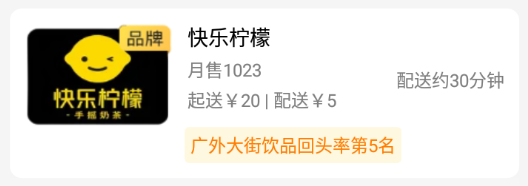 品牌
快乐柠檬
-手摇奶茶-
快乐柠檬
月售1023
起送￥20 | 配送￥5
配送约30分钟
广外大街饮品回头率第5名